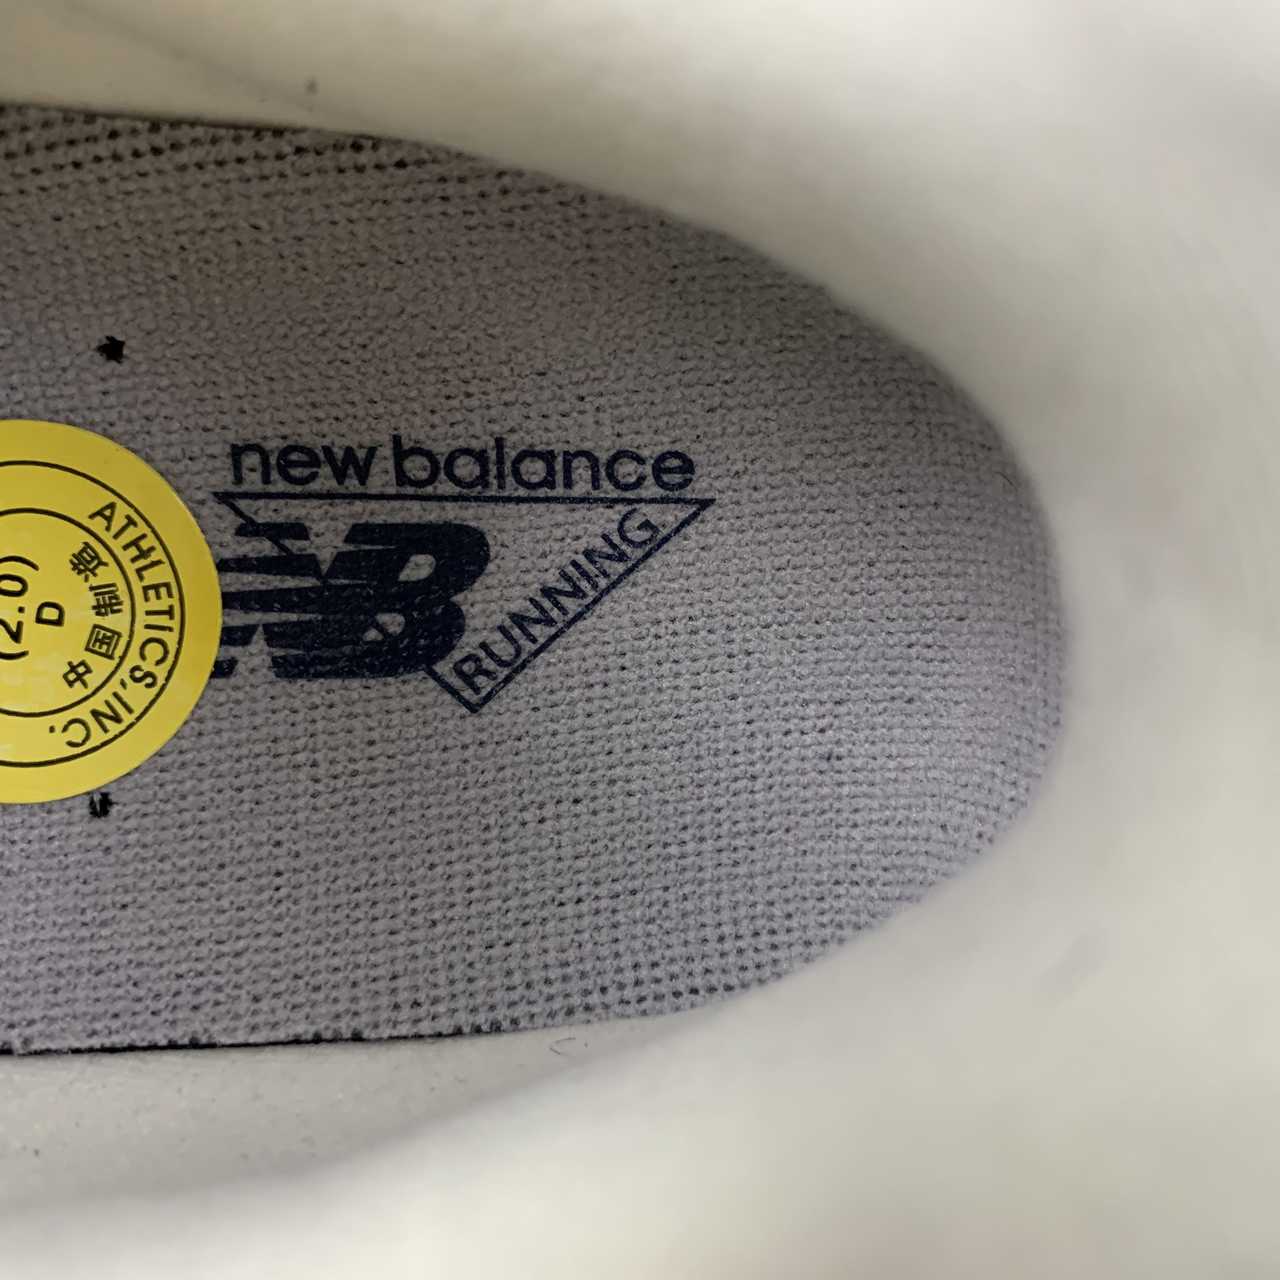 new balance
NB
RUNNING
ATHLETICS, INC.
中国制造
(2.0)
D